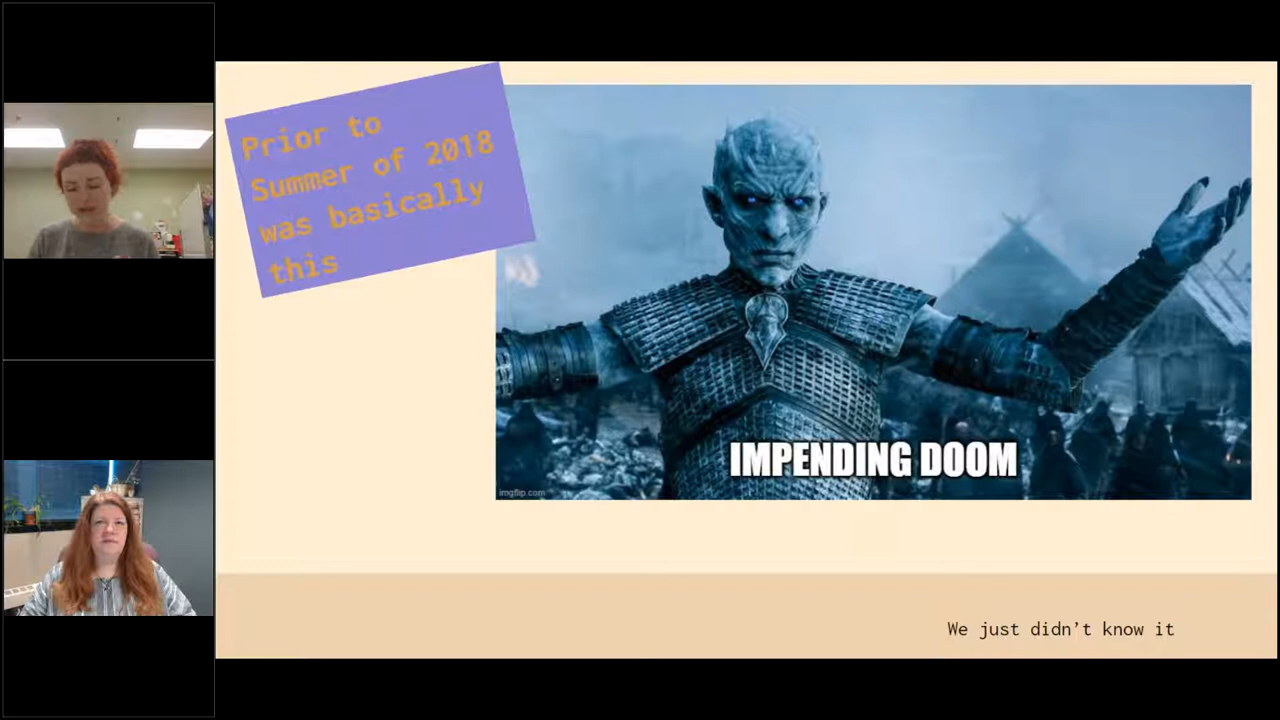 Prior to
Summer of 2018
was basically
this
IMPENDING DOOM
imgflip.com
We just didn't know it